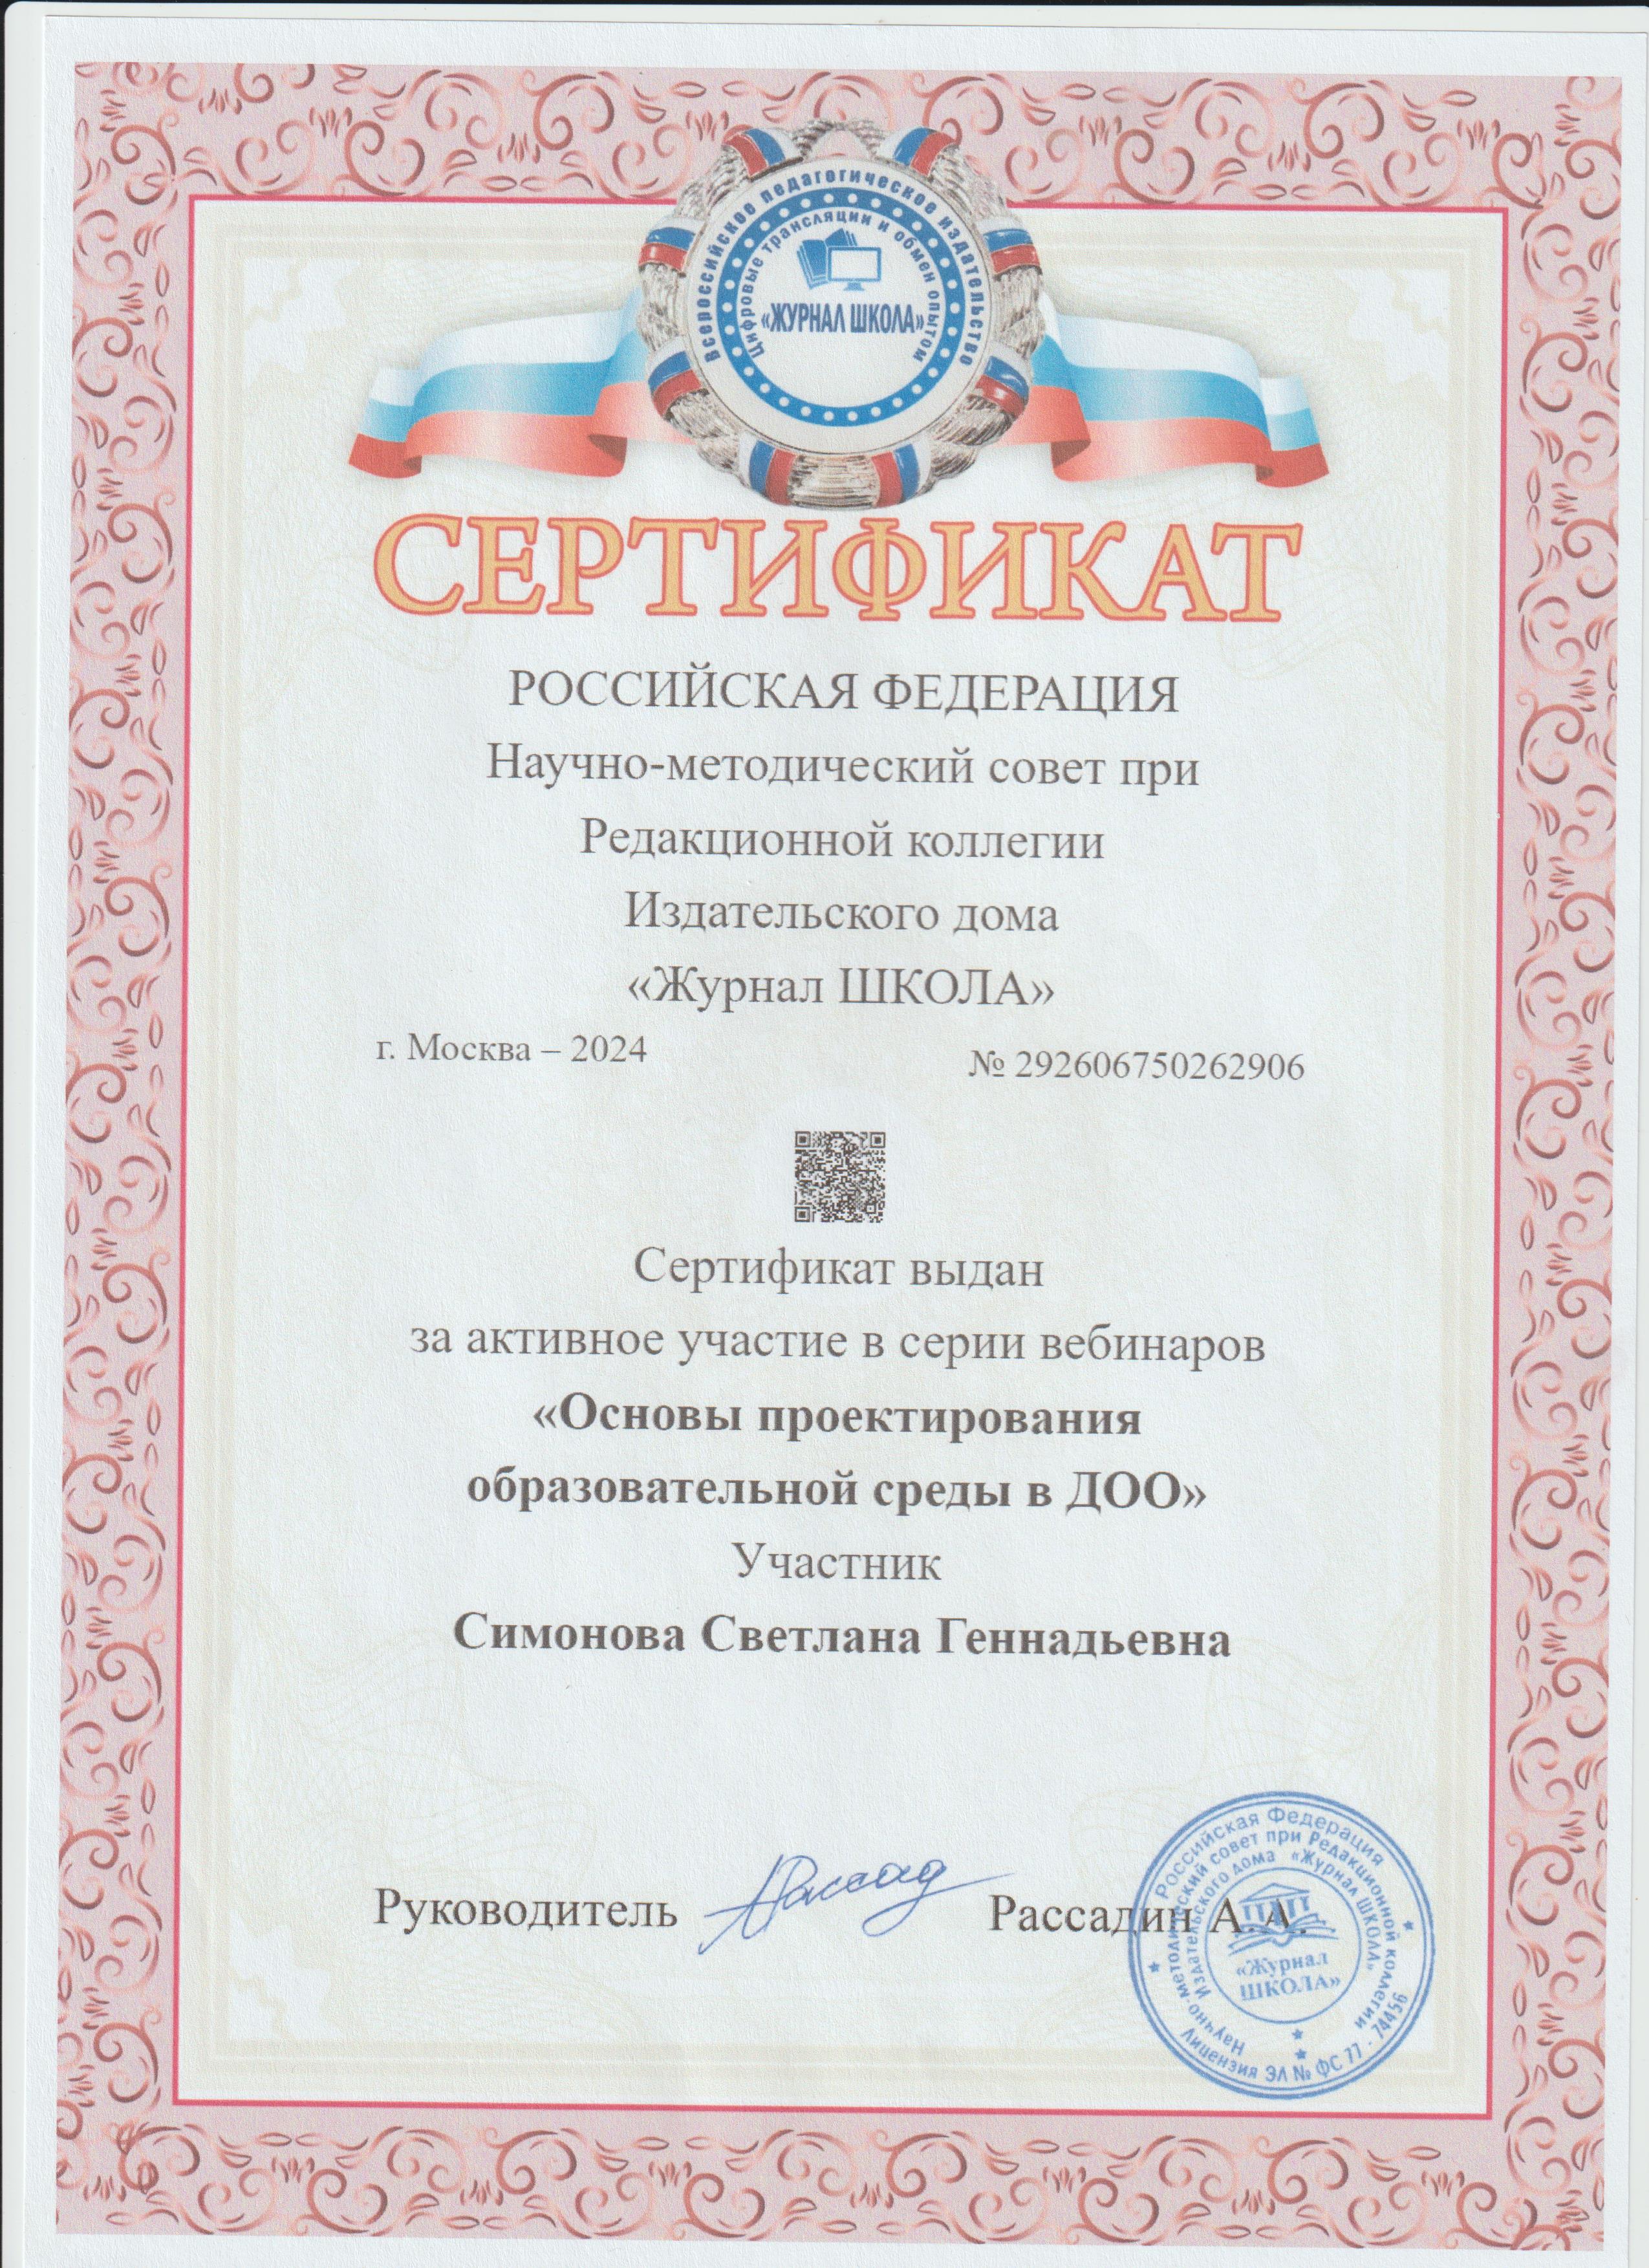 Всероссийское педагогическое издательство
Цифровые трансляции и обмен опытом
«ЖУРНАЛ ШКОЛА»
СЕРТИФИКАТ
РОССИЙСКАЯ ФЕДЕРАЦИЯ
Научно-методический совет при
Редакционной коллегии
Издательского дома
«Журнал ШКОЛА»
г. Москва – 2024
№ 292606750262906
Сертификат выдан
за активное участие в серии вебинаров
«Основы проектирования
образовательной среды в ДОО»
Участник
Симонова Светлана Геннадьевна
Руководитель Рассад Рассадин А.А.
Российская Федерация
Научно-методический совет при Редакционной коллегии
Издательского дома «Журнал ШКОЛА»
«Журнал
ШКОЛА»
Лицензия ЭЛ № ФС 77 - 74456